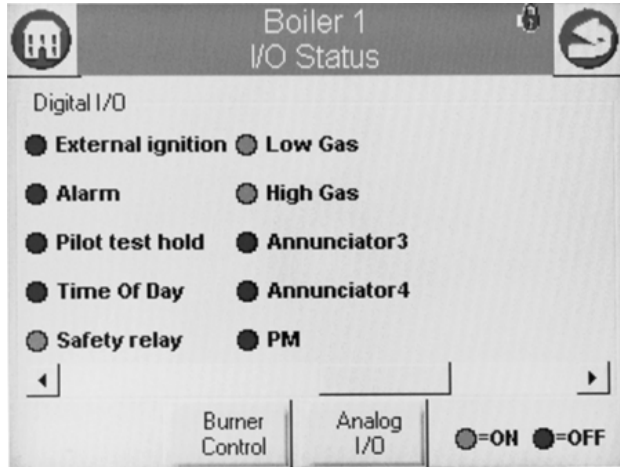 Boiler 1
I/O Status
Digital I/O
External ignition
Low Gas
Alarm
High Gas
Pilot test hold
Annunciator3
Time Of Day
Annunciator4
Safety relay
PM
Burner
Control
Analog
I/O
=ON
=OFF